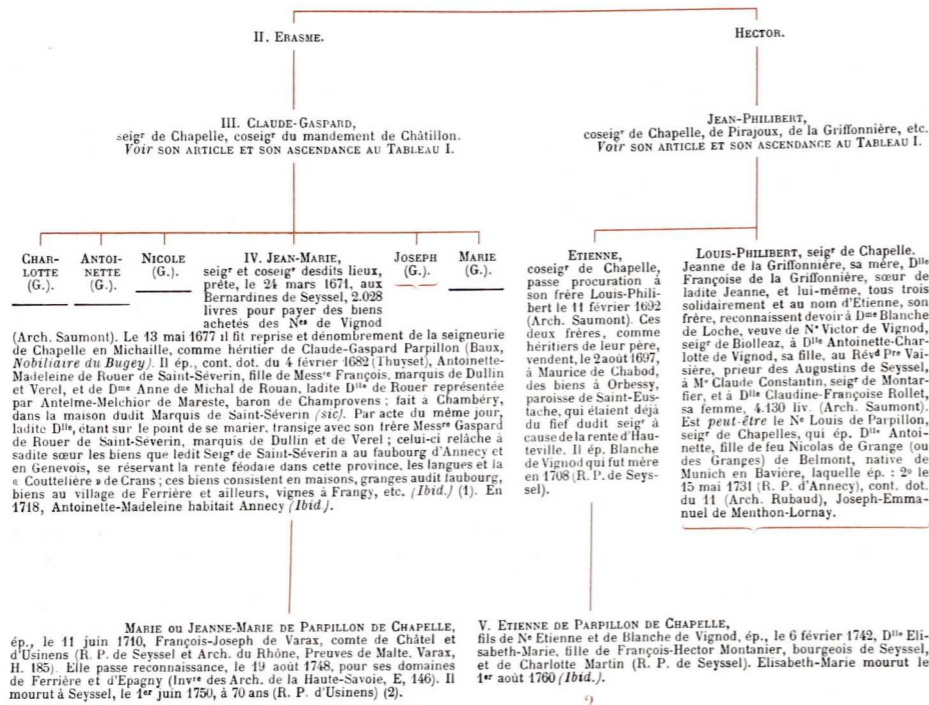 II. ERASME.
HECTOR.
III. CLAUDE-GASPARD,
seigr de Chapelle, coseigr du mandement de Châtillon.
Voir SON ARTICLE ET SON ASCENDANCE AU TABLEAU I.
JEAN-PHILIBERT,
coseigr de Chapelle, de Pirajoux, de la Griffonnière, etc.
Voir SON ARTICLE ET SON ASCENDANCE AU TABLEAU I.
CHAR-
LOTTE
(G.).
ANTOI-
NETTE
(G.).
NICOLE
(G.).
IV. JEAN-MARIE,
seigr et coseigr desdits lieux,
prête, le 24 mars 1671, aux
Bernardines de Seyssel, 2.028
livres pour payer des biens
achetés des Nes de Vignod
JOSEPH
(G.).
MARIE
(G.).
(Arch. Saumont). Le 13 mai 1677 il fit reprise et dénombrement de la seigneurie
de Chapelle en Michaille, comme héritier de Claude-Gaspard Parpillon (Baux,
Nobiliaire du Bugey). Il ép., cont. dot. du 4 février 1682 (Thuyset), Antoinette-
Madeleine de Rouer de Saint-Séverin, fille de Messre François, marquis de Dullin
et Verel, et de Dme Anne de Michal de Rouan, ladite Dlle de Rouer représentée
par Antelme-Melchior de Mareste, baron de Champrovens ; fait à Chambéry,
dans la maison dudit Marquis de Saint-Séverin (sic). Par acte du même jour,
ladite Dlle, étant sur le point de se marier, transige avec son frère Messre Gaspard
de Rouer de Saint-Séverin, marquis de Dullin et de Verel ; celui-ci relâche à
sadite sœur les biens que ledit Seigr de Saint-Séverin a au faubourg d'Annecy et
en Genevois, se réservant la rente féodale dans cette province, les langues et la
« Couttelière » de Crans ; ces biens consistent en maisons, granges audit faubourg,
biens au village de Ferrière et ailleurs, vignes à Frangy, etc. (Ibid.) (1). En
1718, Antoinette-Madeleine habitait Annecy (Ibid.).
ETIENNE,
coseigr de Chapelle,
passe procuration à
son frère Louis-Phili-
bert le 11 février 1692
(Arch. Saumont). Ces
deux frères, comme
héritiers de leur père,
vendent, le 2 août 1697,
à Maurice de Chabod,
des biens à Orbessy,
paroisse de Saint-Eus-
tache, qui étaient déjà
du fief dudit seigr à
cause de la rente d'Hau-
teville. Il ép. Blanche
de Vignod qui fut mère
en 1708 (R. P. de Seys-
sel).
LOUIS-PHILIBERT, seigr de Chapelle.
Jeanne de la Griffonnière, sa mère, Dlle
Françoise de la Griffonnière, sœur de
ladite Jeanne, et lui-même, tous trois
solidairement et au nom d'Etienne, son
frère, reconnaissent devoir à Dme Blanche
de Loche, veuve de Ne Victor de Vignod,
seigr de Biolleaz, à Dlle Antoinette-Char-
lotte de Vignod, sa fille, au Révd Pre Vai-
sière, prieur des Augustins de Seyssel,
à Me Claude Constantin, seigr de Montar-
fier, et à Dlle Claudine-Françoise Rollet,
sa femme, 4.130 liv. (Arch. Saumont).
Est peut-être le Ne Louis de Parpillon,
seigr de Chapelles, qui ép. Dlle Antoi-
nette, fille de feu Nicolas de Grange (ou
des Granges) de Belmont, native de
Munich en Bavière, laquelle ép. : 2o le
15 mai 1731 (R. P. d'Annecy), cont. dot.
du 11 (Arch. Rubaud), Joseph-Emma-
nuel de Menthon-Lornay.
MARIE OU JEANNE-MARIE DE PARPILLON DE CHAPELLE,
ép., le 11 juin 1710, François-Joseph de Varax, comte de Châtel et
d'Usinens (R. P. de Seyssel et Arch. du Rhône, Preuves de Malte. Varax,
H. 185). Elle passe reconnaissance, le 19 août 1748, pour ses domaines
de Ferrière et d'Epagny (Invre des Arch. de la Haute-Savoie, E, 146). Il
mourut à Seyssel, le 1er juin 1750, à 70 ans (R. P. d'Usinens) (2).
V. ETIENNE DE PARPILLON DE CHAPELLE,
fils de Ne Etienne et de Blanche de Vignod, ép., le 6 février 1742, Dlle Eli-
sabeth-Marie, fille de François-Hector Montanier, bourgeois de Seyssel,
et de Charlotte Martin (R. P. de Seyssel). Elisabeth-Marie mourut le
1er août 1760 (Ibid.).